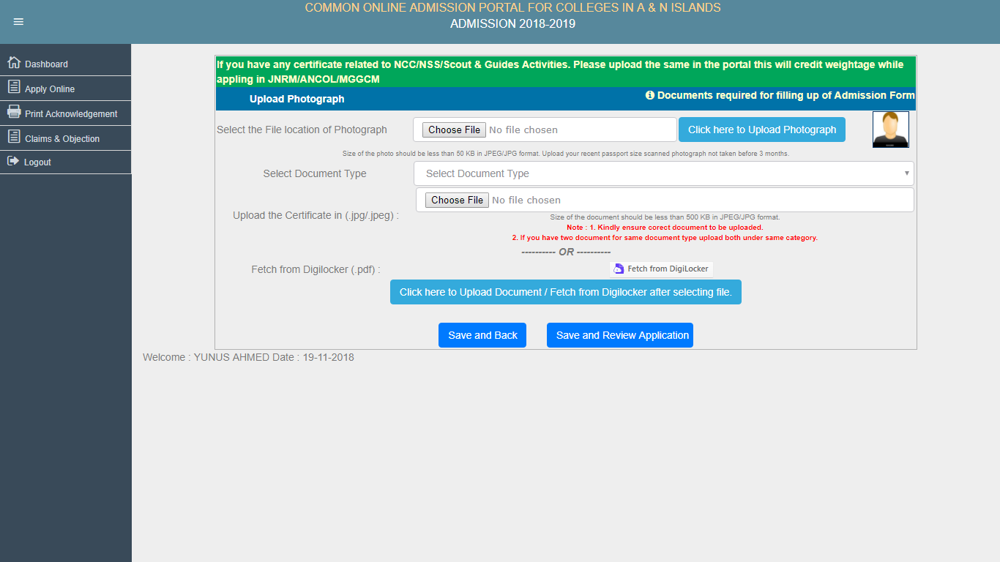 COMMON ONLINE ADMISSION PORTAL FOR COLLEGES IN A & N ISLANDS
ADMISSION 2018-2019
Dashboard
Apply Online
Print Acknowledgement
Claims & Objection
Logout
If you have any certificate related to NCC/NSS/Scout & Guides Activities. Please upload the same in the portal this will credit weightage while
appling in JNRM/ANCOL/MGGCM
Upload Photograph
Documents required for filling up of Admission Form
Select the File location of Photograph
Choose File No file chosen
Click here to Upload Photograph
Size of the photo should be less than 50 KB in JPEG/JPG format. Upload your recent passport size scanned photograph not taken before 3 months.
Select Document Type
Select Document Type
Choose File No file chosen
Upload the Certificate in (.jpg/.jpeg) :
Size of the document should be less than 500 KB in JPEG/JPG format.
Note : 1. Kindly ensure corect document to be uploaded.
2. If you have two document for same document type upload both under same category.
---------- OR ----------
Fetch from Digilocker (.pdf) :
Fetch from DigiLocker
Click here to Upload Document / Fetch from Digilocker after selecting file.
Save and Back
Save and Review Application
Welcome : YUNUS AHMED Date : 19-11-2018